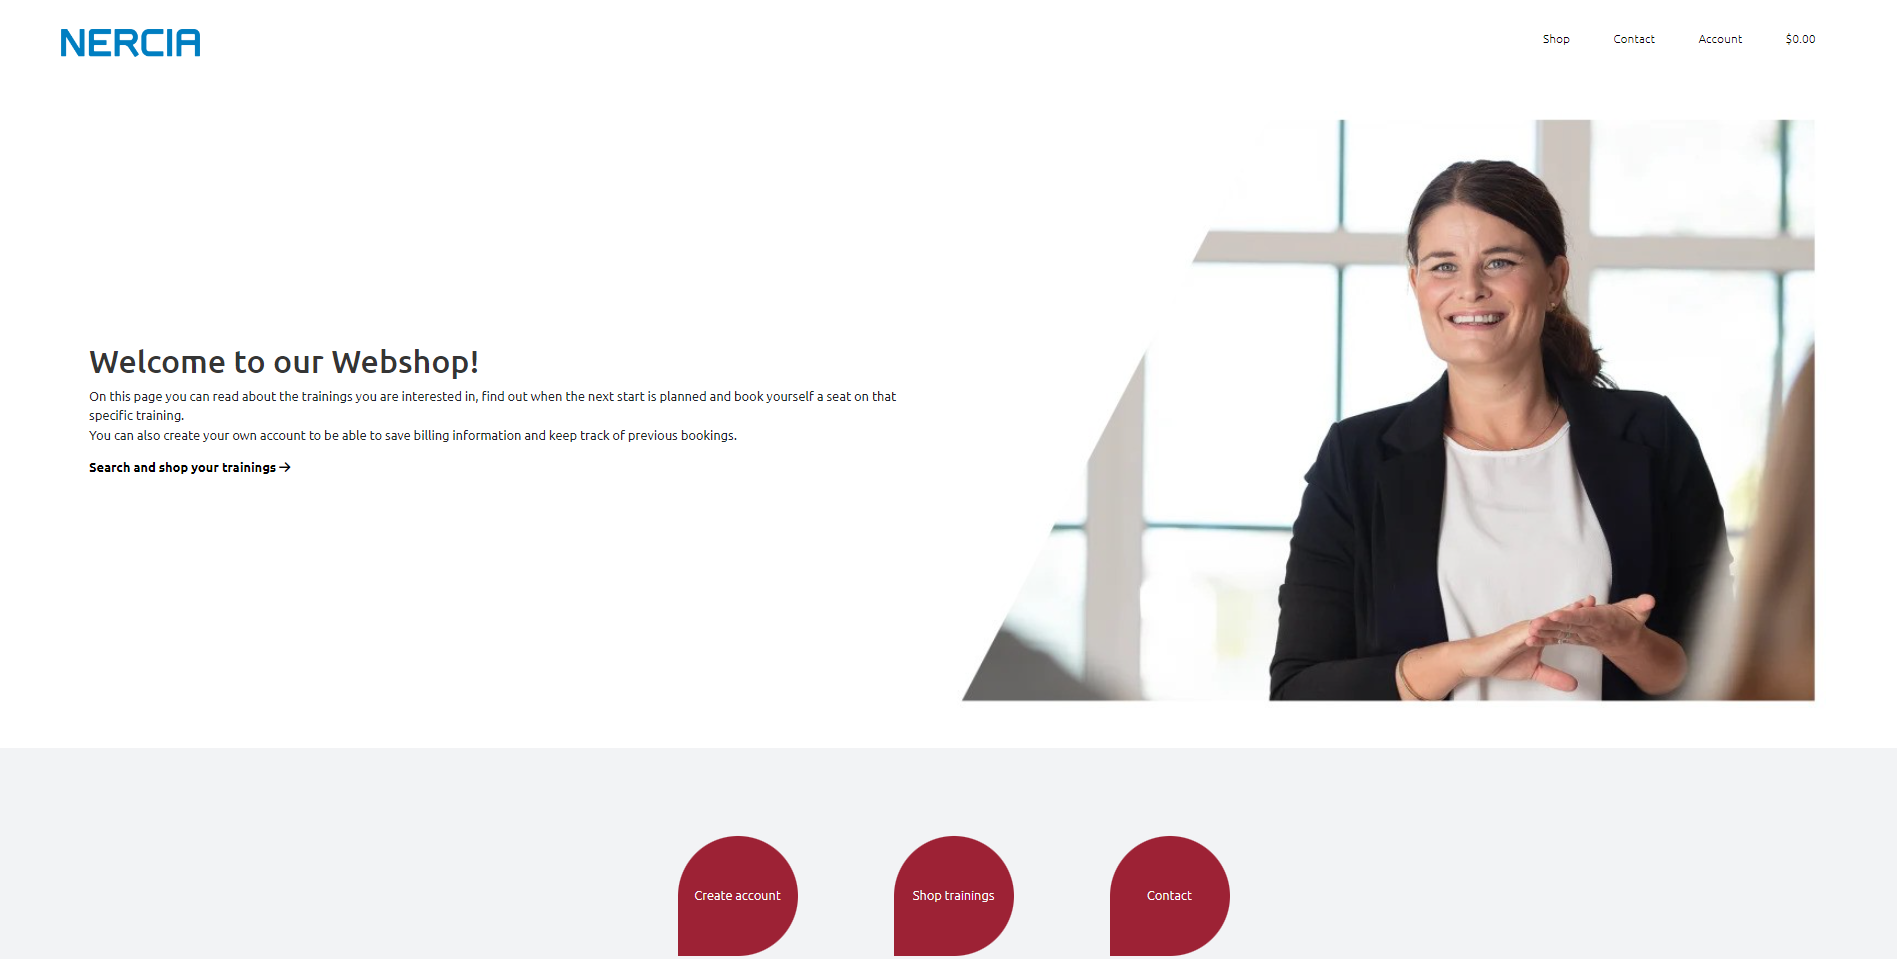 NERCIA
Shop
Contact
Account
$0.00
Welcome to our Webshop!
On this page you can read about the trainings you are interested in, find out when the next start is planned and book yourself a seat on that
specific training.
You can also create your own account to be able to save billing information and keep track of previous bookings.
Search and shop your trainings →
Create account
Shop trainings
Contact